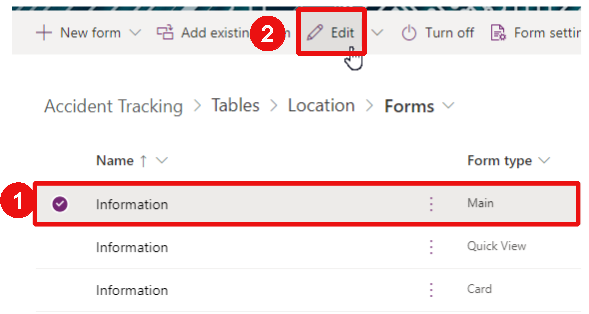 New form Add existin 2 n Edit Turn off Form settin
Accident Tracking > Tables > Location > Forms
Name ↑ Form type
1 Information Main
Information Quick View
Information Card